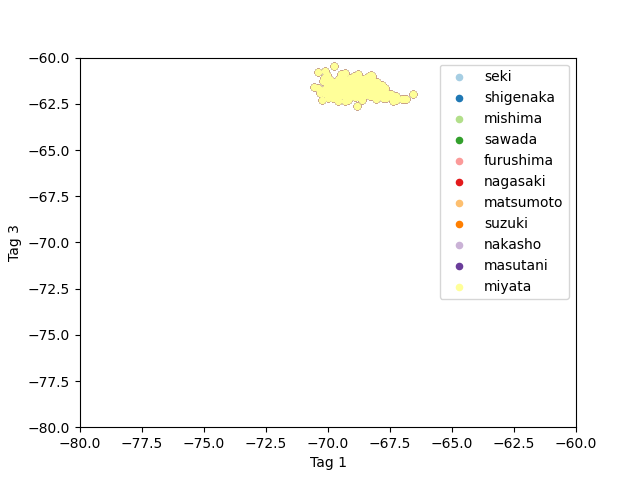 −60.0
−62.5
−65.0
−67.5
−70.0
−72.5
−75.0
−77.5
−80.0
Tag 3
seki
shigenaka
mishima
sawada
furushima
nagasaki
matsumoto
suzuki
nakasho
masutani
miyata
−80.0 −77.5 −75.0 −72.5 −70.0 −67.5 −65.0 −62.5 −60.0
Tag 1